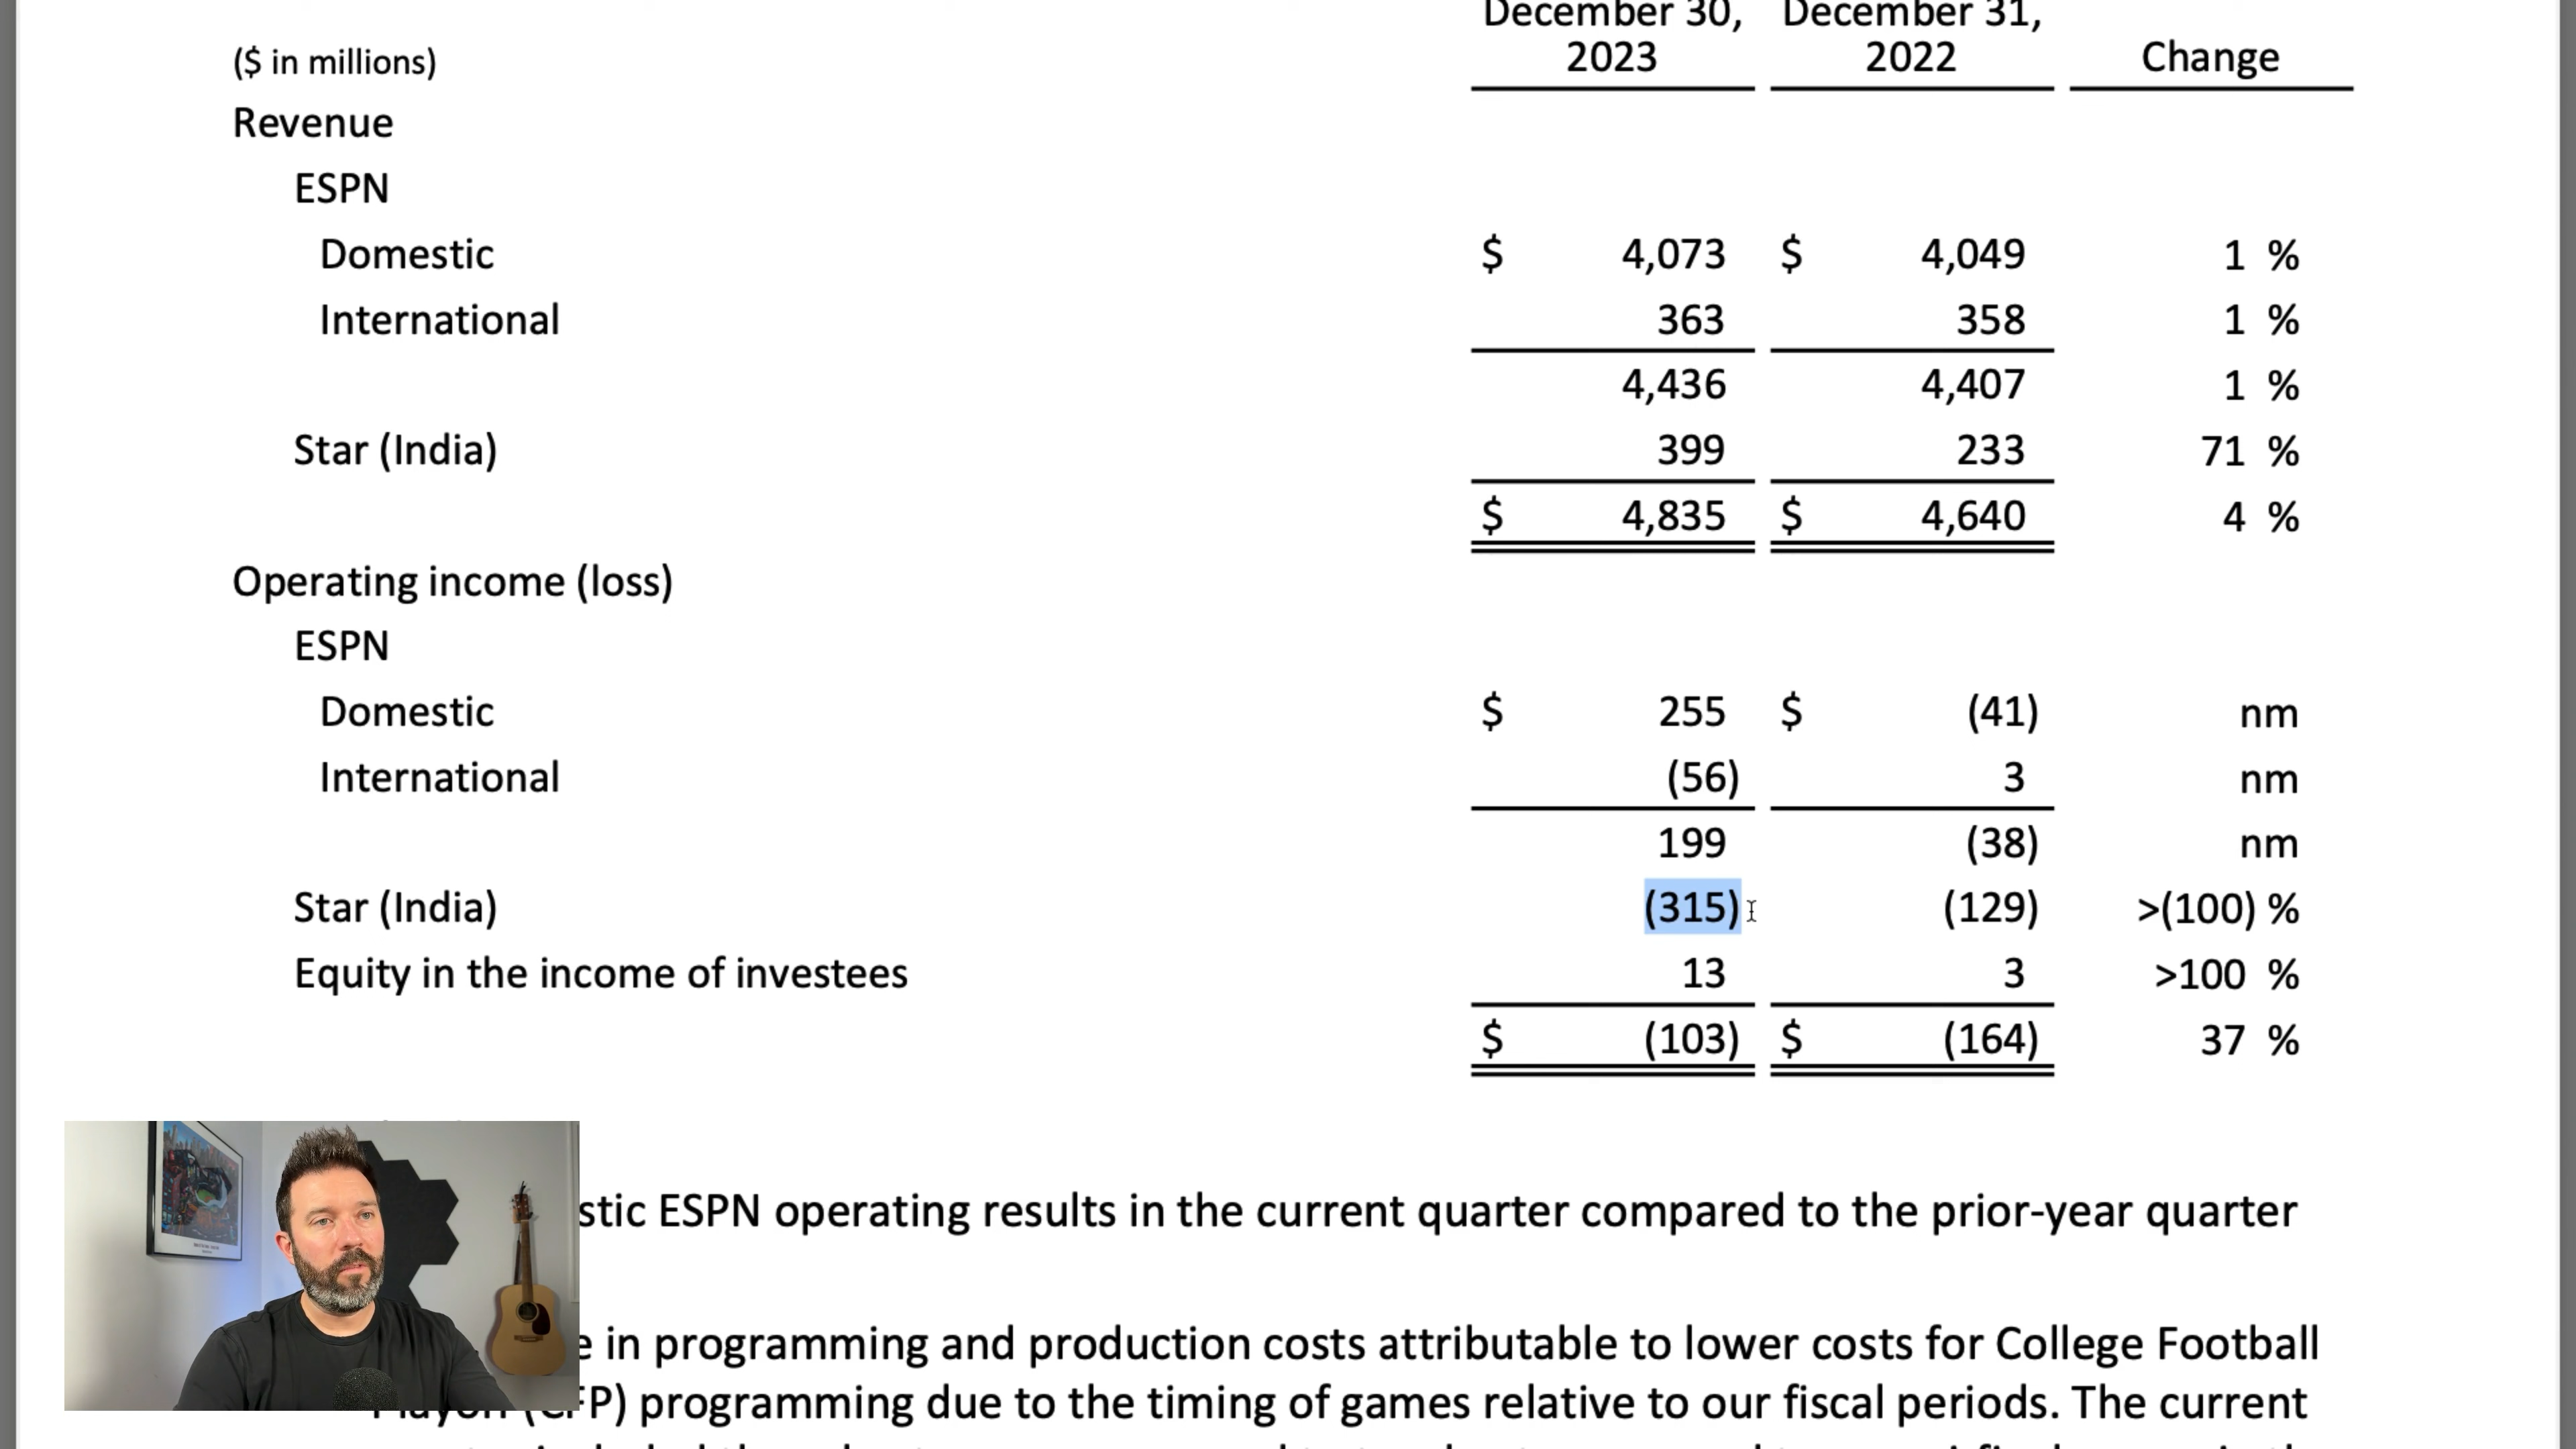 December 30, December 31,
($ in millions) 2023 2022 Change
Revenue
ESPN
Domestic $ 4,073 $ 4,049 1 %
International 363 358 1 %
4,436 4,407 1 %
Star (India) 399 233 71 %
$ 4,835 $ 4,640 4 %
Operating income (loss)
ESPN
Domestic $ 255 $ (41) nm
International (56) 3 nm
199 (38) nm
Star (India) (315) (129) >(100) %
Equity in the income of investees 13 3 >100 %
$ (103) $ (164) 37 %
stic ESPN operating results in the current quarter compared to the prior-year quarter
e in programming and production costs attributable to lower costs for College Football
programming due to the timing of games relative to our fiscal periods. The current